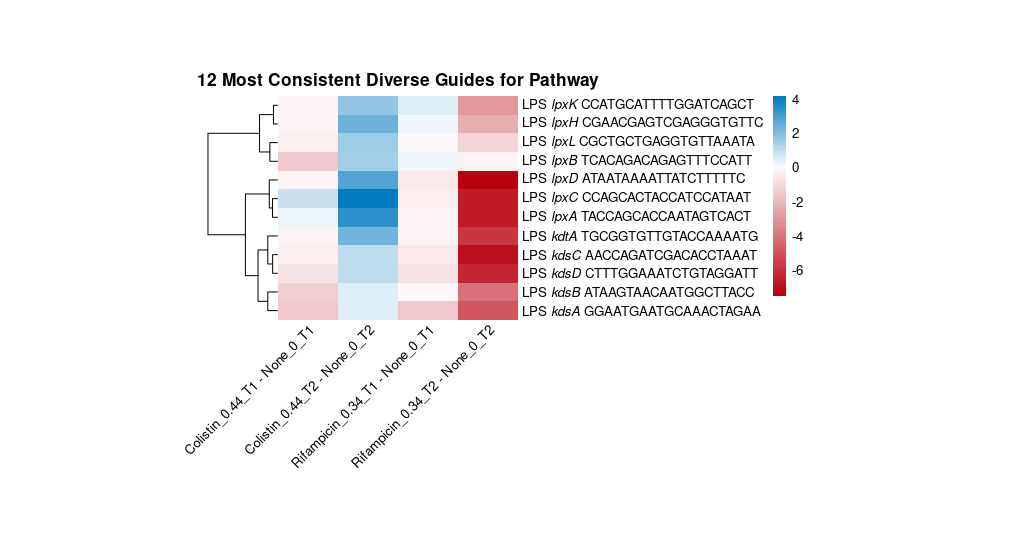 12 Most Consistent Diverse Guides for Pathway
LPS lpxK CCATGCATTTTGGATCAGCT
LPS lpxH CGAACGAGTCGAGGGTGTTC
LPS lpxL CGCTGCTGAGGTGTTAAATA
LPS lpxB TCACAGACAGAGTTTCCATT
LPS lpxD ATAATAAAATTATCTTTTTC
LPS lpxC CCAGCACTACCATCCATAAT
LPS lpxA TACCAGCACCAATAGTCACT
LPS kdtA TGCGGTGTTGTACCAAAATG
LPS kdsC AACCAGATCGACACCTAAAT
LPS kdsD CTTTGGAAATCTGTAGGATT
LPS kdsB ATAAGTAACAATGGCTTACC
LPS kdsA GGAATGAATGCAAACTAGAA
4
2
0
-2
-4
-6
Colistin_0.44_T1 - None_0_T1
Colistin_0.44_T2 - None_0_T2
Rifampicin_0.34_T1 - None_0_T1
Rifampicin_0.34_T2 - None_0_T2